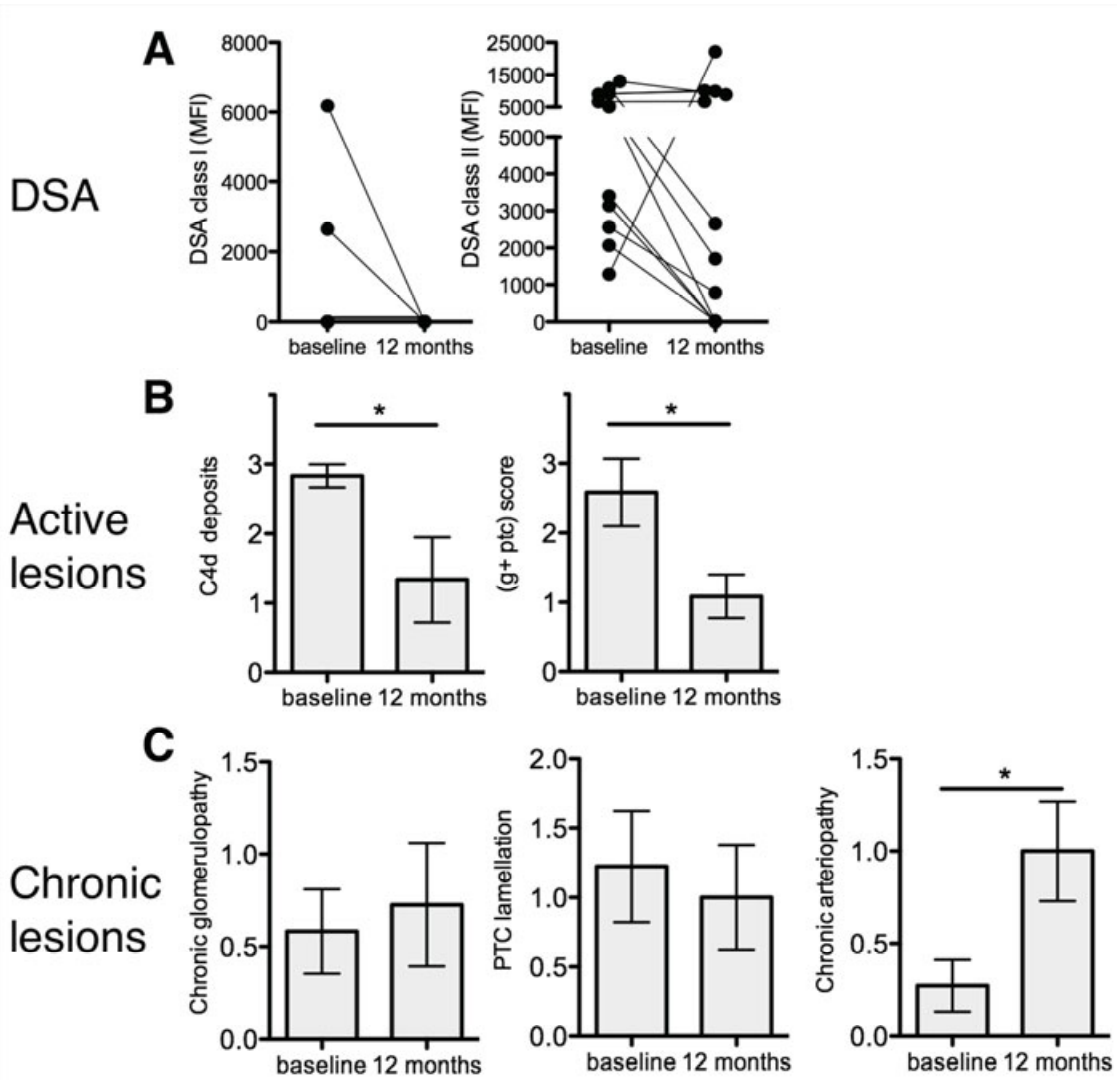 A
DSA
DSA class I (MFI)
8000
6000
4000
2000
0
baseline 12 months
DSA class II (MFI)
25000
15000
5000
5000
4000
3000
2000
1000
0
baseline 12 months
B
Active
lesions
C4d deposits
3
2
1
0
*
baseline 12 months
(g+ ptc) score
3
2
1
0
*
baseline 12 months
C
Chronic
lesions
Chronic glomerulopathy
1.5
1.0
0.5
0.0
baseline 12 months
PTC lamellation
2.0
1.5
1.0
0.5
0.0
baseline 12 months
Chronic arteriopathy
1.5
1.0
0.5
0.0
*
baseline 12 months